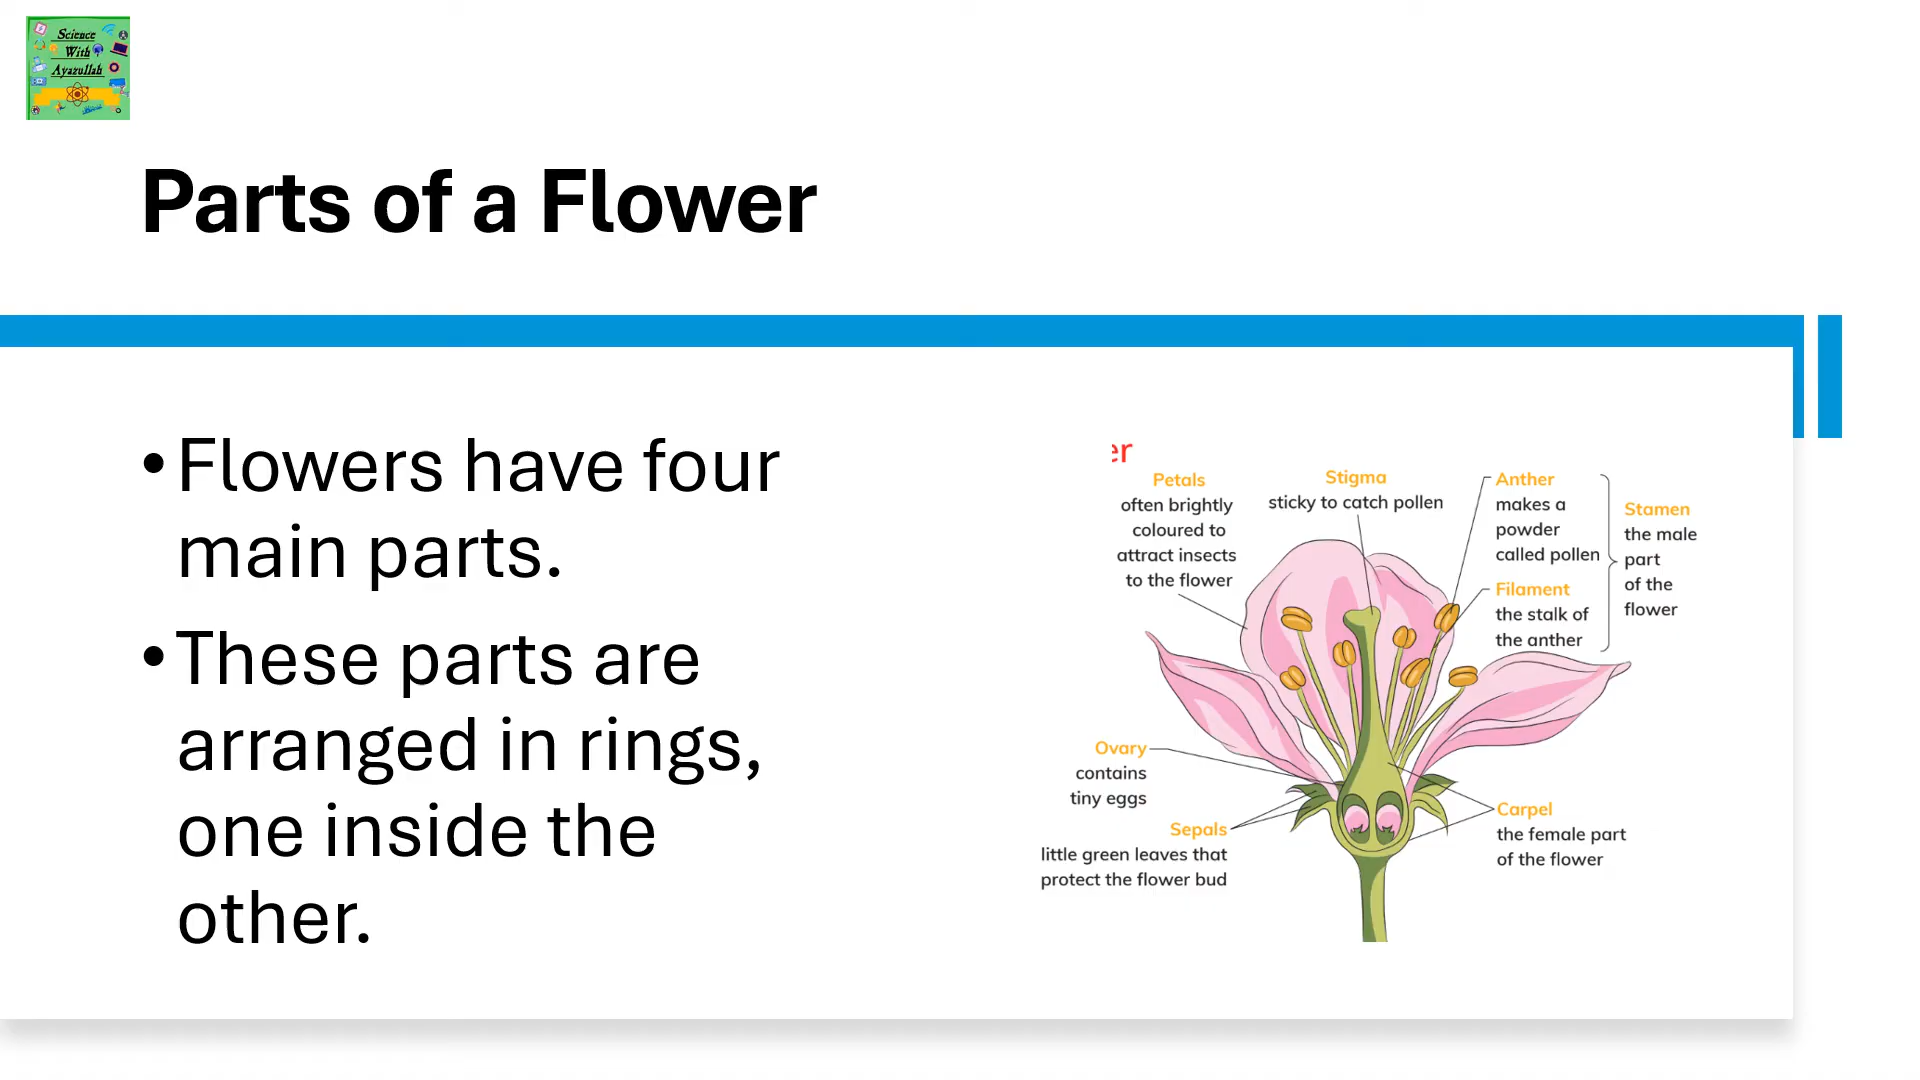 Science
With
Ayazullah
Parts of a Flower
•Flowers have four
main parts.
•These parts are
arranged in rings,
one inside the
other.
er
Petals
often brightly
coloured to
attract insects
to the flower
Stigma
sticky to catch pollen
Anther
makes a
powder
called pollen
Filament
the stalk of
the anther
Stamen
the male
part
of the
flower
Ovary
contains
tiny eggs
Sepals
little green leaves that
protect the flower bud
Carpel
the female part
of the flower